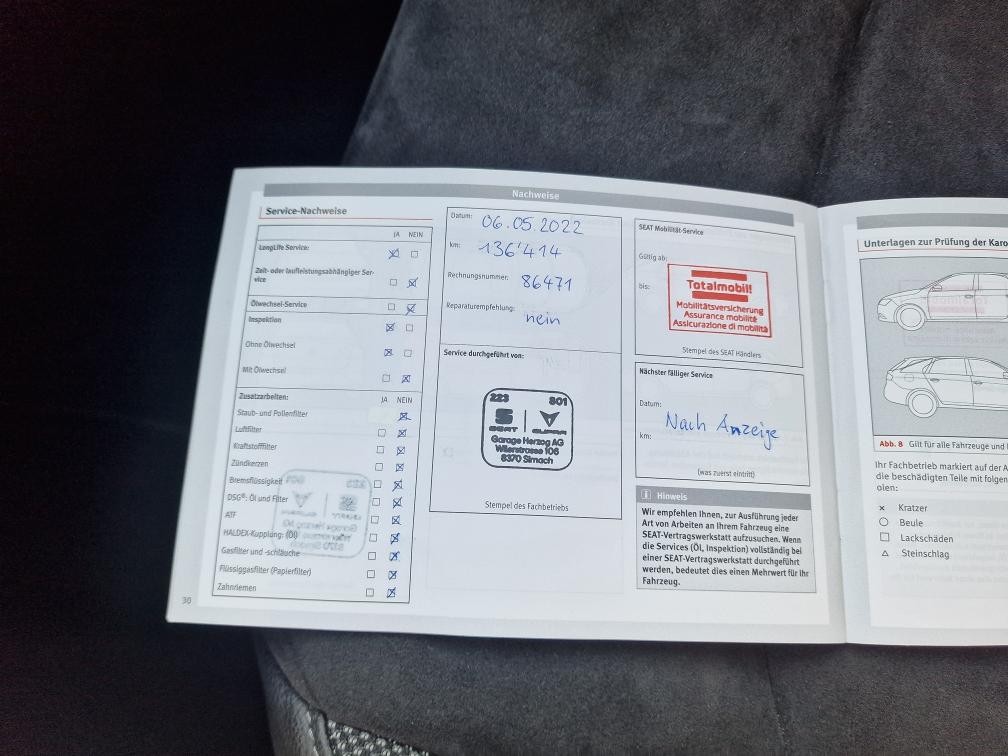 Nachweise
Service-Nachweise
JA NEIN
LongLife Service:
Zeit- oder laufleistungsabhängiger Ser-
vice
Ölwechsel-Service
Inspektion
Ohne Ölwechsel
Mit Ölwechsel
Zusatzarbeiten: JA NEIN
Staub- und Pollenfilter
Luftfilter
Kraftstofffilter
Zündkerzen
Bremsflüssigkeit
DSG®: Öl und Filter
ATF
HALDEX-Kupplung: (Öl)
Gasfilter und -schläuche
Flüssiggasfilter (Papierfilter)
Zahnriemen
30
Datum: 06.05.2022
km: 136'414
Rechnungsnummer: 86471
Reparaturempfehlung: nein
Service durchgeführt von:
223 801
SEAT CUPRA
Garage Herzog AG
Wilerstrasse 106
8370 Sirnach
Stempel des Fachbetriebs
SEAT Mobilität-Service
Gültig ab:
bis:
Totalmobil!
Mobilitätsversicherung
Assurance mobilité
Assicurazione di mobilità
Stempel des SEAT Händlers
Nächster fälliger Service
Datum:
Nach Anzeige
km:
(was zuerst eintritt)
Hinweis
Wir empfehlen Ihnen, zur Ausführung jeder
Art von Arbeiten an Ihrem Fahrzeug eine
SEAT-Vertragswerkstatt aufzusuchen. Wenn
die Services (Öl, Inspektion) vollständig bei
einer SEAT-Vertragswerkstatt durchgeführt
werden, bedeutet dies einen Mehrwert für Ihr
Fahrzeug.
Unterlagen zur Prüfung der Karo
Abb. 8 Gilt für alle Fahrzeuge und
Ihr Fachbetrieb markiert auf der A
die beschädigten Teile mit folgen
olen:
× Kratzer
○ Beule
□ Lackschäden
△ Steinschlag